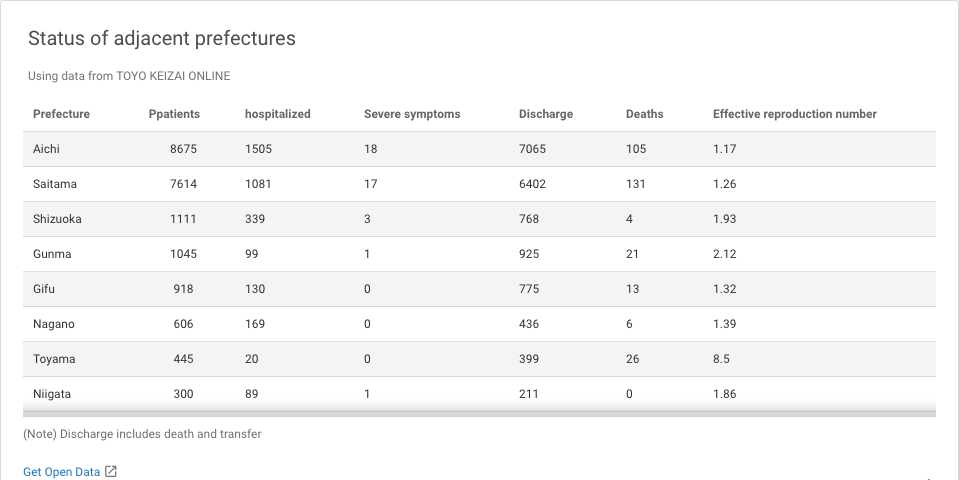 Status of adjacent prefectures
Using data from TOYO KEIZAI ONLINE
Prefecture Ppatients hospitalized Severe symptoms Discharge Deaths Effective reproduction number
Aichi 8675 1505 18 7065 105 1.17
Saitama 7614 1081 17 6402 131 1.26
Shizuoka 1111 339 3 768 4 1.93
Gunma 1045 99 1 925 21 2.12
Gifu 918 130 0 775 13 1.32
Nagano 606 169 0 436 6 1.39
Toyama 445 20 0 399 26 8.5
Niigata 300 89 1 211 0 1.86
(Note) Discharge includes death and transfer
Get Open Data